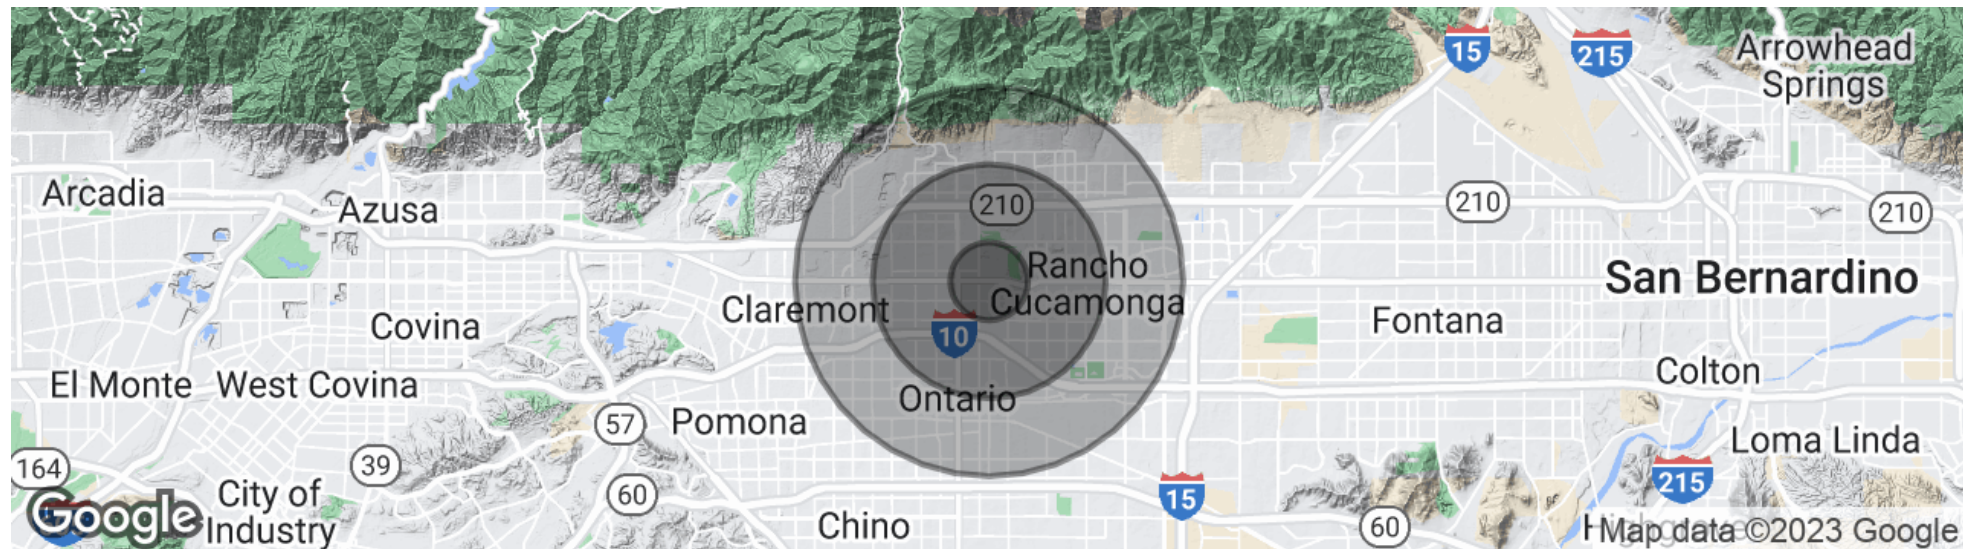 15
215
Arrowhead
Springs
Arcadia
Azusa
210
210
210
Rancho
Cucamonga
San Bernardino
Claremont
Covina
10
Fontana
El Monte
West Covina
Ontario
Colton
Pomona
57
Loma Linda
164
39
60
215
City of
Industry
15
Chino
60
Google
Map data ©2023 Google